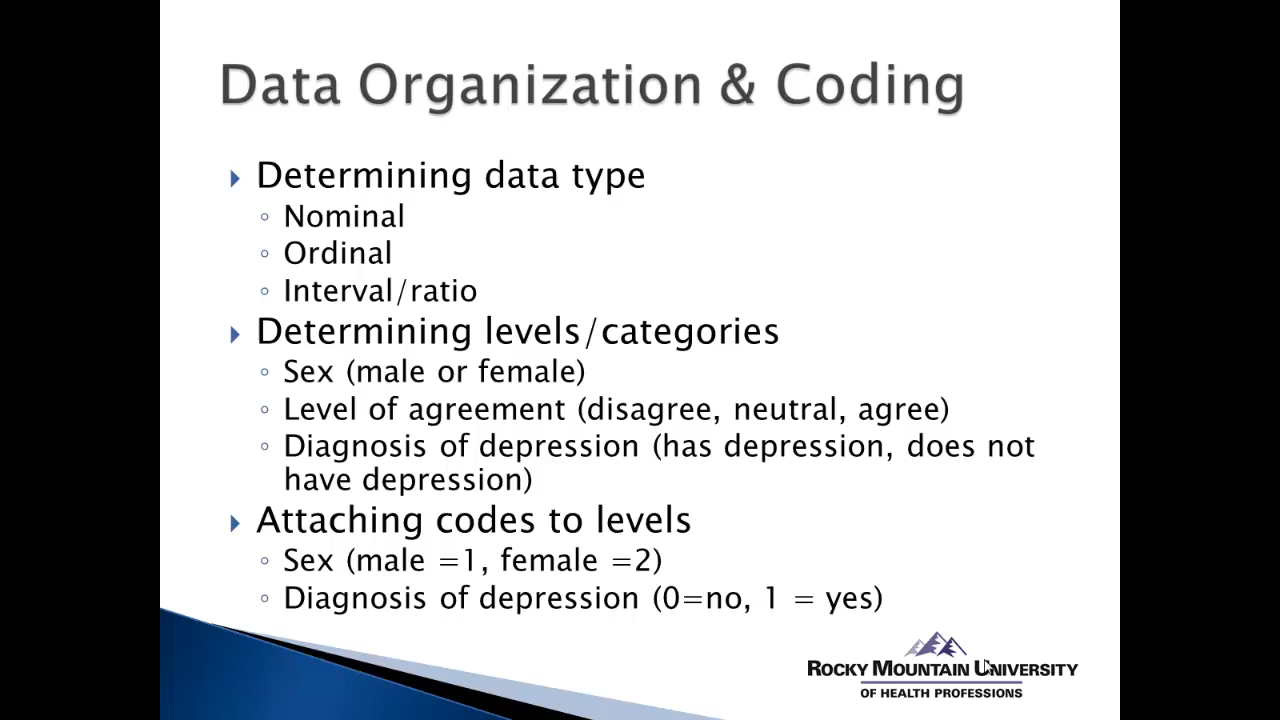 Data Organization & Coding
Determining data type
Nominal
Ordinal
Interval/ratio
Determining levels/categories
Sex (male or female)
Level of agreement (disagree, neutral, agree)
Diagnosis of depression (has depression, does not
have depression)
Attaching codes to levels
Sex (male =1, female =2)
Diagnosis of depression (0=no, 1 = yes)
ROCKY MOUNTAIN UNIVERSITY
OF HEALTH PROFESSIONS